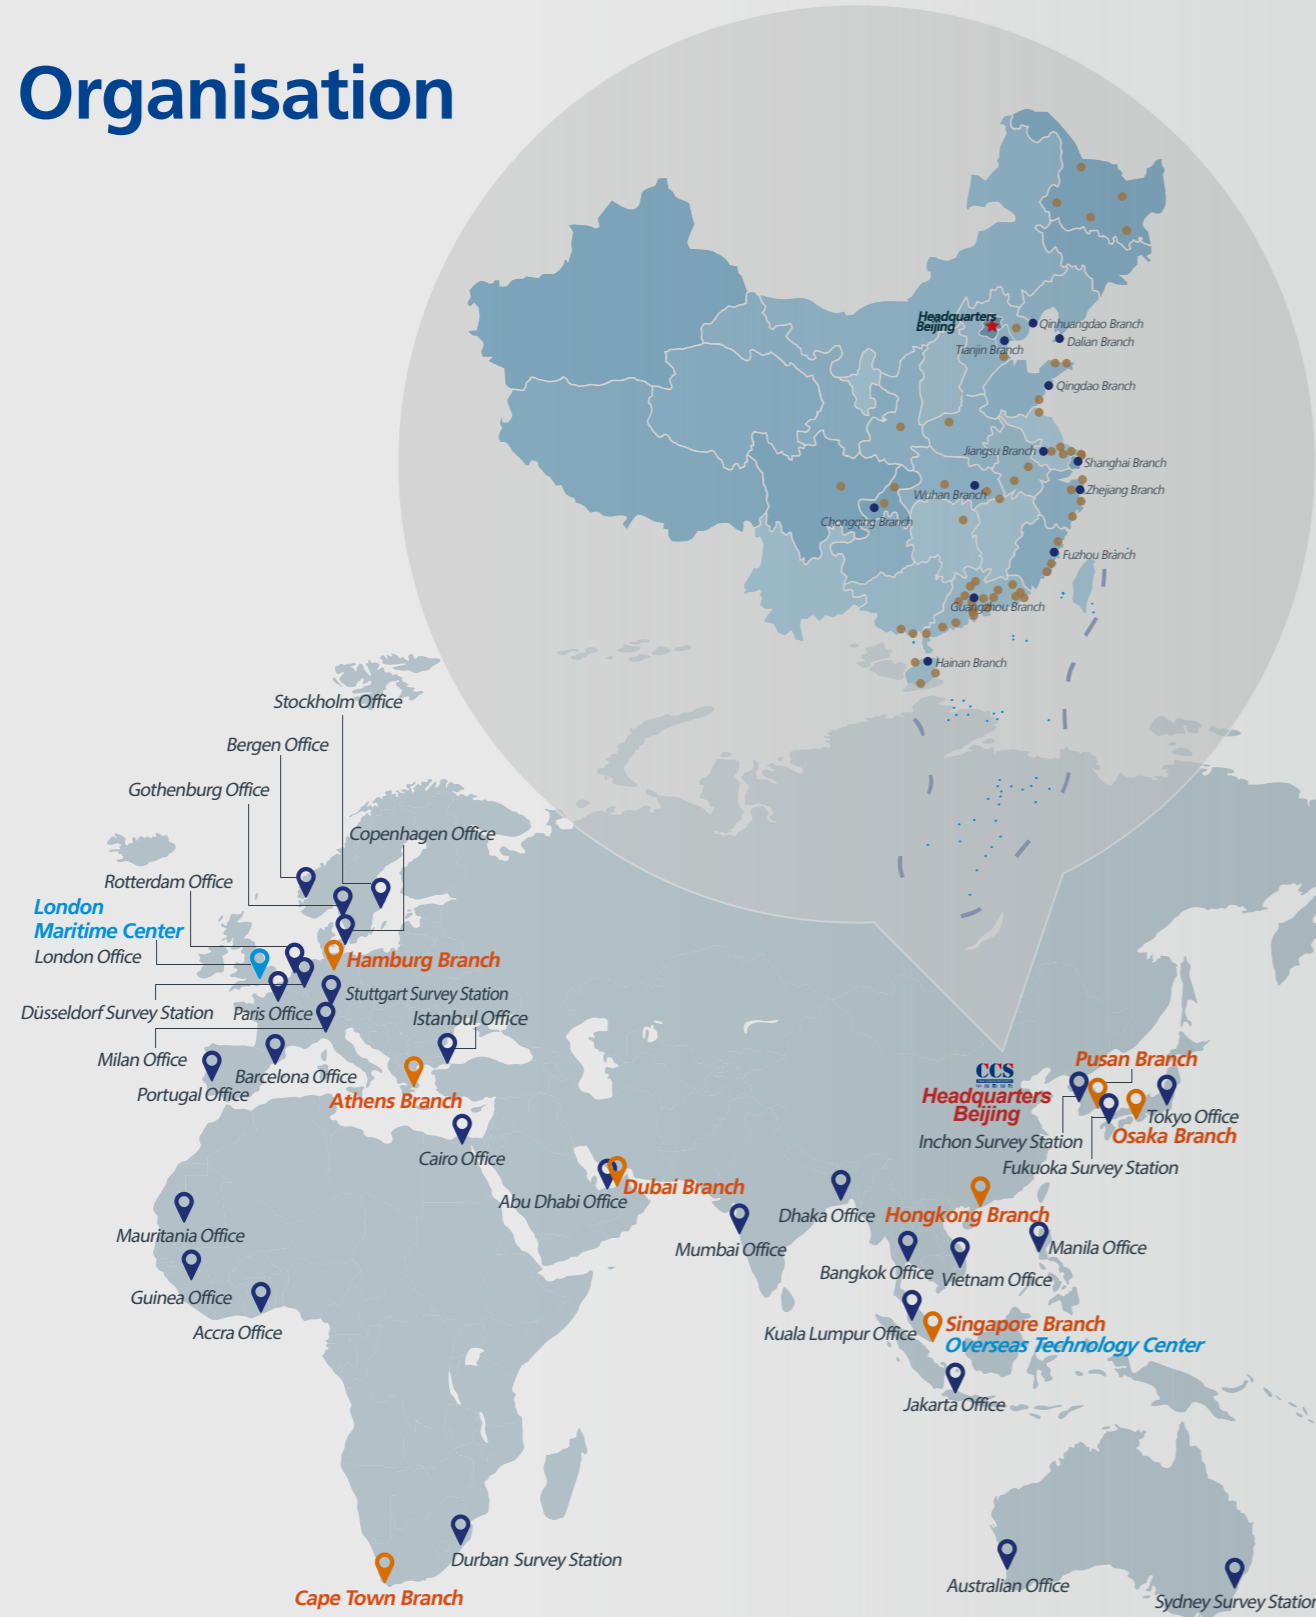 Organisation
Headquarters
Beijing
Qinhuangdao Branch
Dalian Branch
Tianjin Branch
Qingdao Branch
Jiangsu Branch
Shanghai Branch
Wuhan Branch
Zhejiang Branch
Chongqing Branch
Fuzhou Branch
Guangzhou Branch
Hainan Branch
Stockholm Office
Bergen Office
Gothenburg Office
Copenhagen Office
Rotterdam Office
London
Maritime Center
London Office
Hamburg Branch
Stuttgart Survey Station
Düsseldorf Survey Station
Paris Office
Istanbul Office
Milan Office
Barcelona Office
Portugal Office
Athens Branch
CCS
Headquarters
Beijing
Pusan Branch
Tokyo Office
Osaka Branch
Inchon Survey Station
Fukuoka Survey Station
Cairo Office
Abu Dhabi Office
Dubai Branch
Dhaka Office
Hongkong Branch
Mauritania Office
Mumbai Office
Manila Office
Bangkok Office
Vietnam Office
Guinea Office
Accra Office
Kuala Lumpur Office
Singapore Branch
Overseas Technology Center
Jakarta Office
Durban Survey Station
Cape Town Branch
Australian Office
Sydney Survey Station